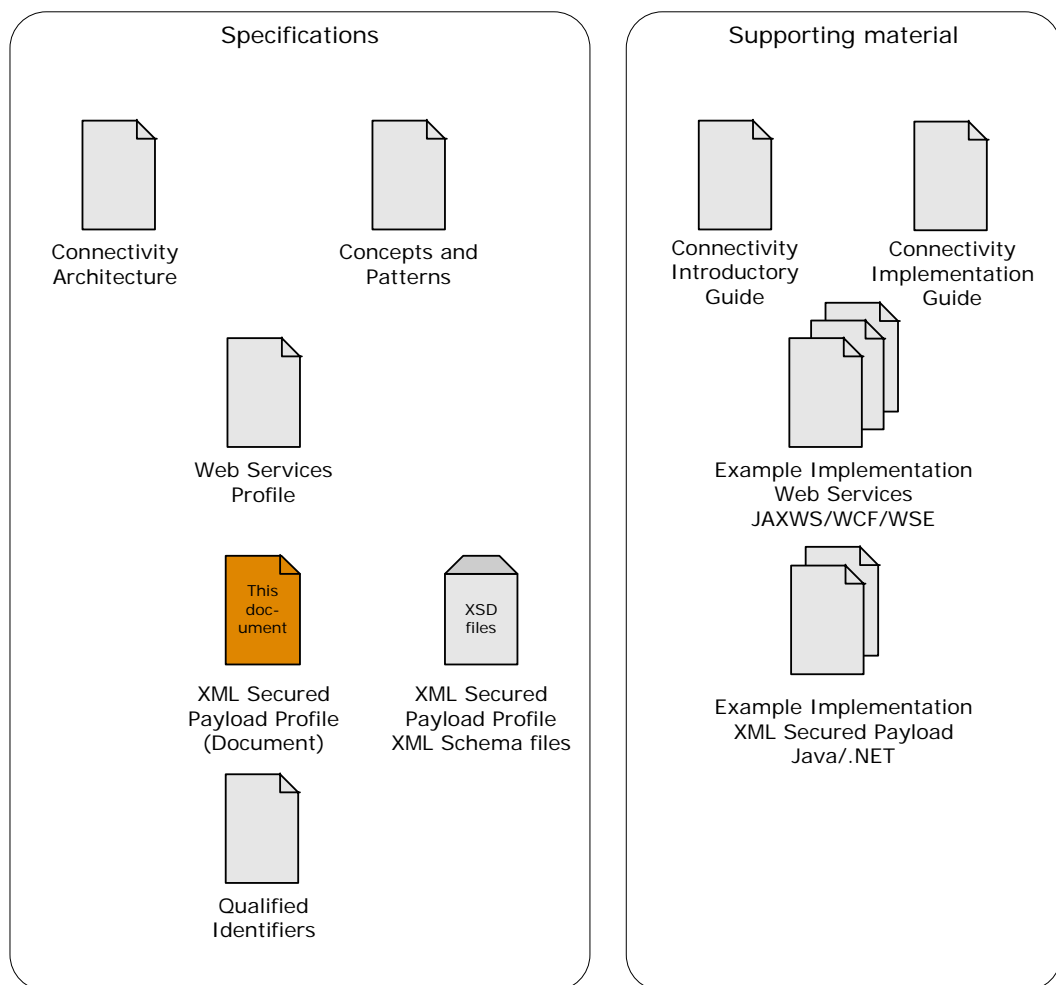 Specifications
Connectivity
Architecture
Concepts and
Patterns
Web Services
Profile
This
doc-
ument
XML Secured
Payload Profile
(Document)
XSD
files
XML Secured
Payload Profile
XML Schema files
Qualified
Identifiers
Supporting material
Connectivity
Introductory
Guide
Connectivity
Implementation
Guide
Example Implementation
Web Services
JAXWS/WCF/WSE
Example Implementation
XML Secured Payload
Java/.NET